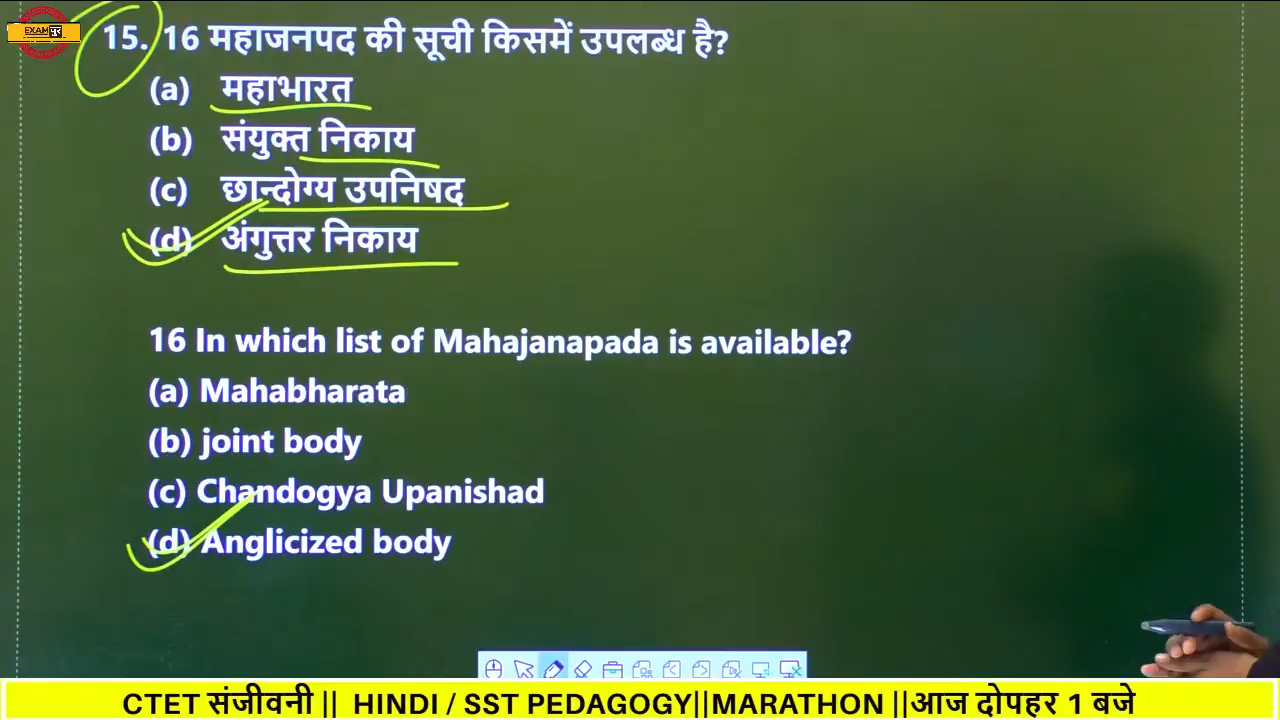 EXAM
15. 16 महाजनपद की सूची किसमें उपलब्ध है?
(a) महाभारत
(b) संयुक्त निकाय
(c) छान्दोग्य उपनिषद
(d) अंगुत्तर निकाय
16 In which list of Mahajanapada is available?
(a) Mahabharata
(b) joint body
(c) Chandogya Upanishad
(d) Anglicized body
CTET संजीवनी || HINDI / SST PEDAGOGY||MARATHON ||आज दोपहर 1 बजे